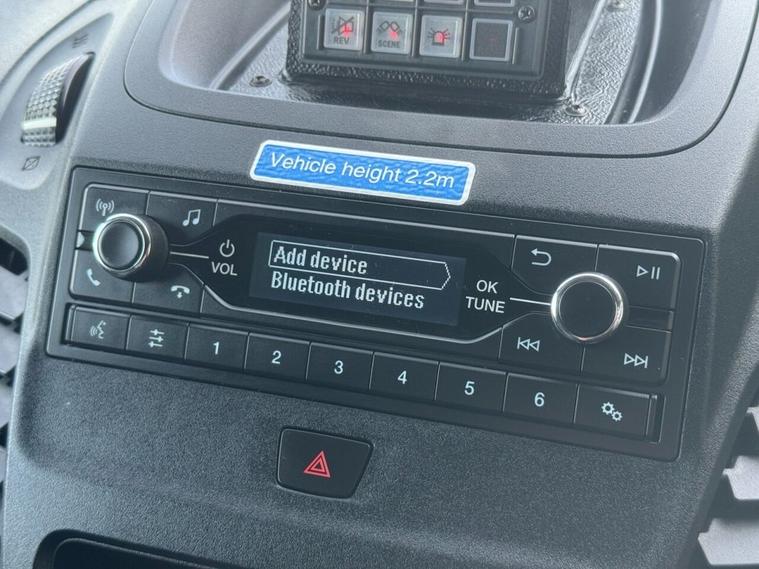 REV
SCENE
Vehicle height 2.2m
VOL
Add device
Bluetooth devices
OK
TUNE
1
2
3
4
5
6